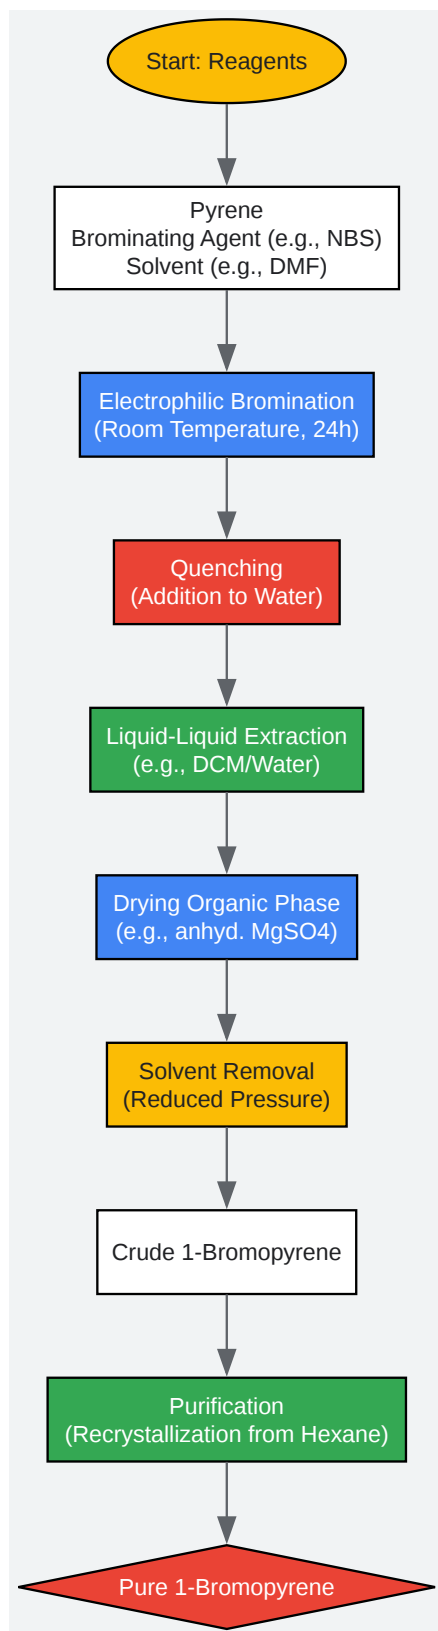 Start: Reagents
Pyrene
Brominating Agent (e.g., NBS)
Solvent (e.g., DMF)
Electrophilic Bromination
(Room Temperature, 24h)
Quenching
(Addition to Water)
Liquid-Liquid Extraction
(e.g., DCM/Water)
Drying Organic Phase
(e.g., anhyd. MgSO4)
Solvent Removal
(Reduced Pressure)
Crude 1-Bromopyrene
Purification
(Recrystallization from Hexane)
Pure 1-Bromopyrene